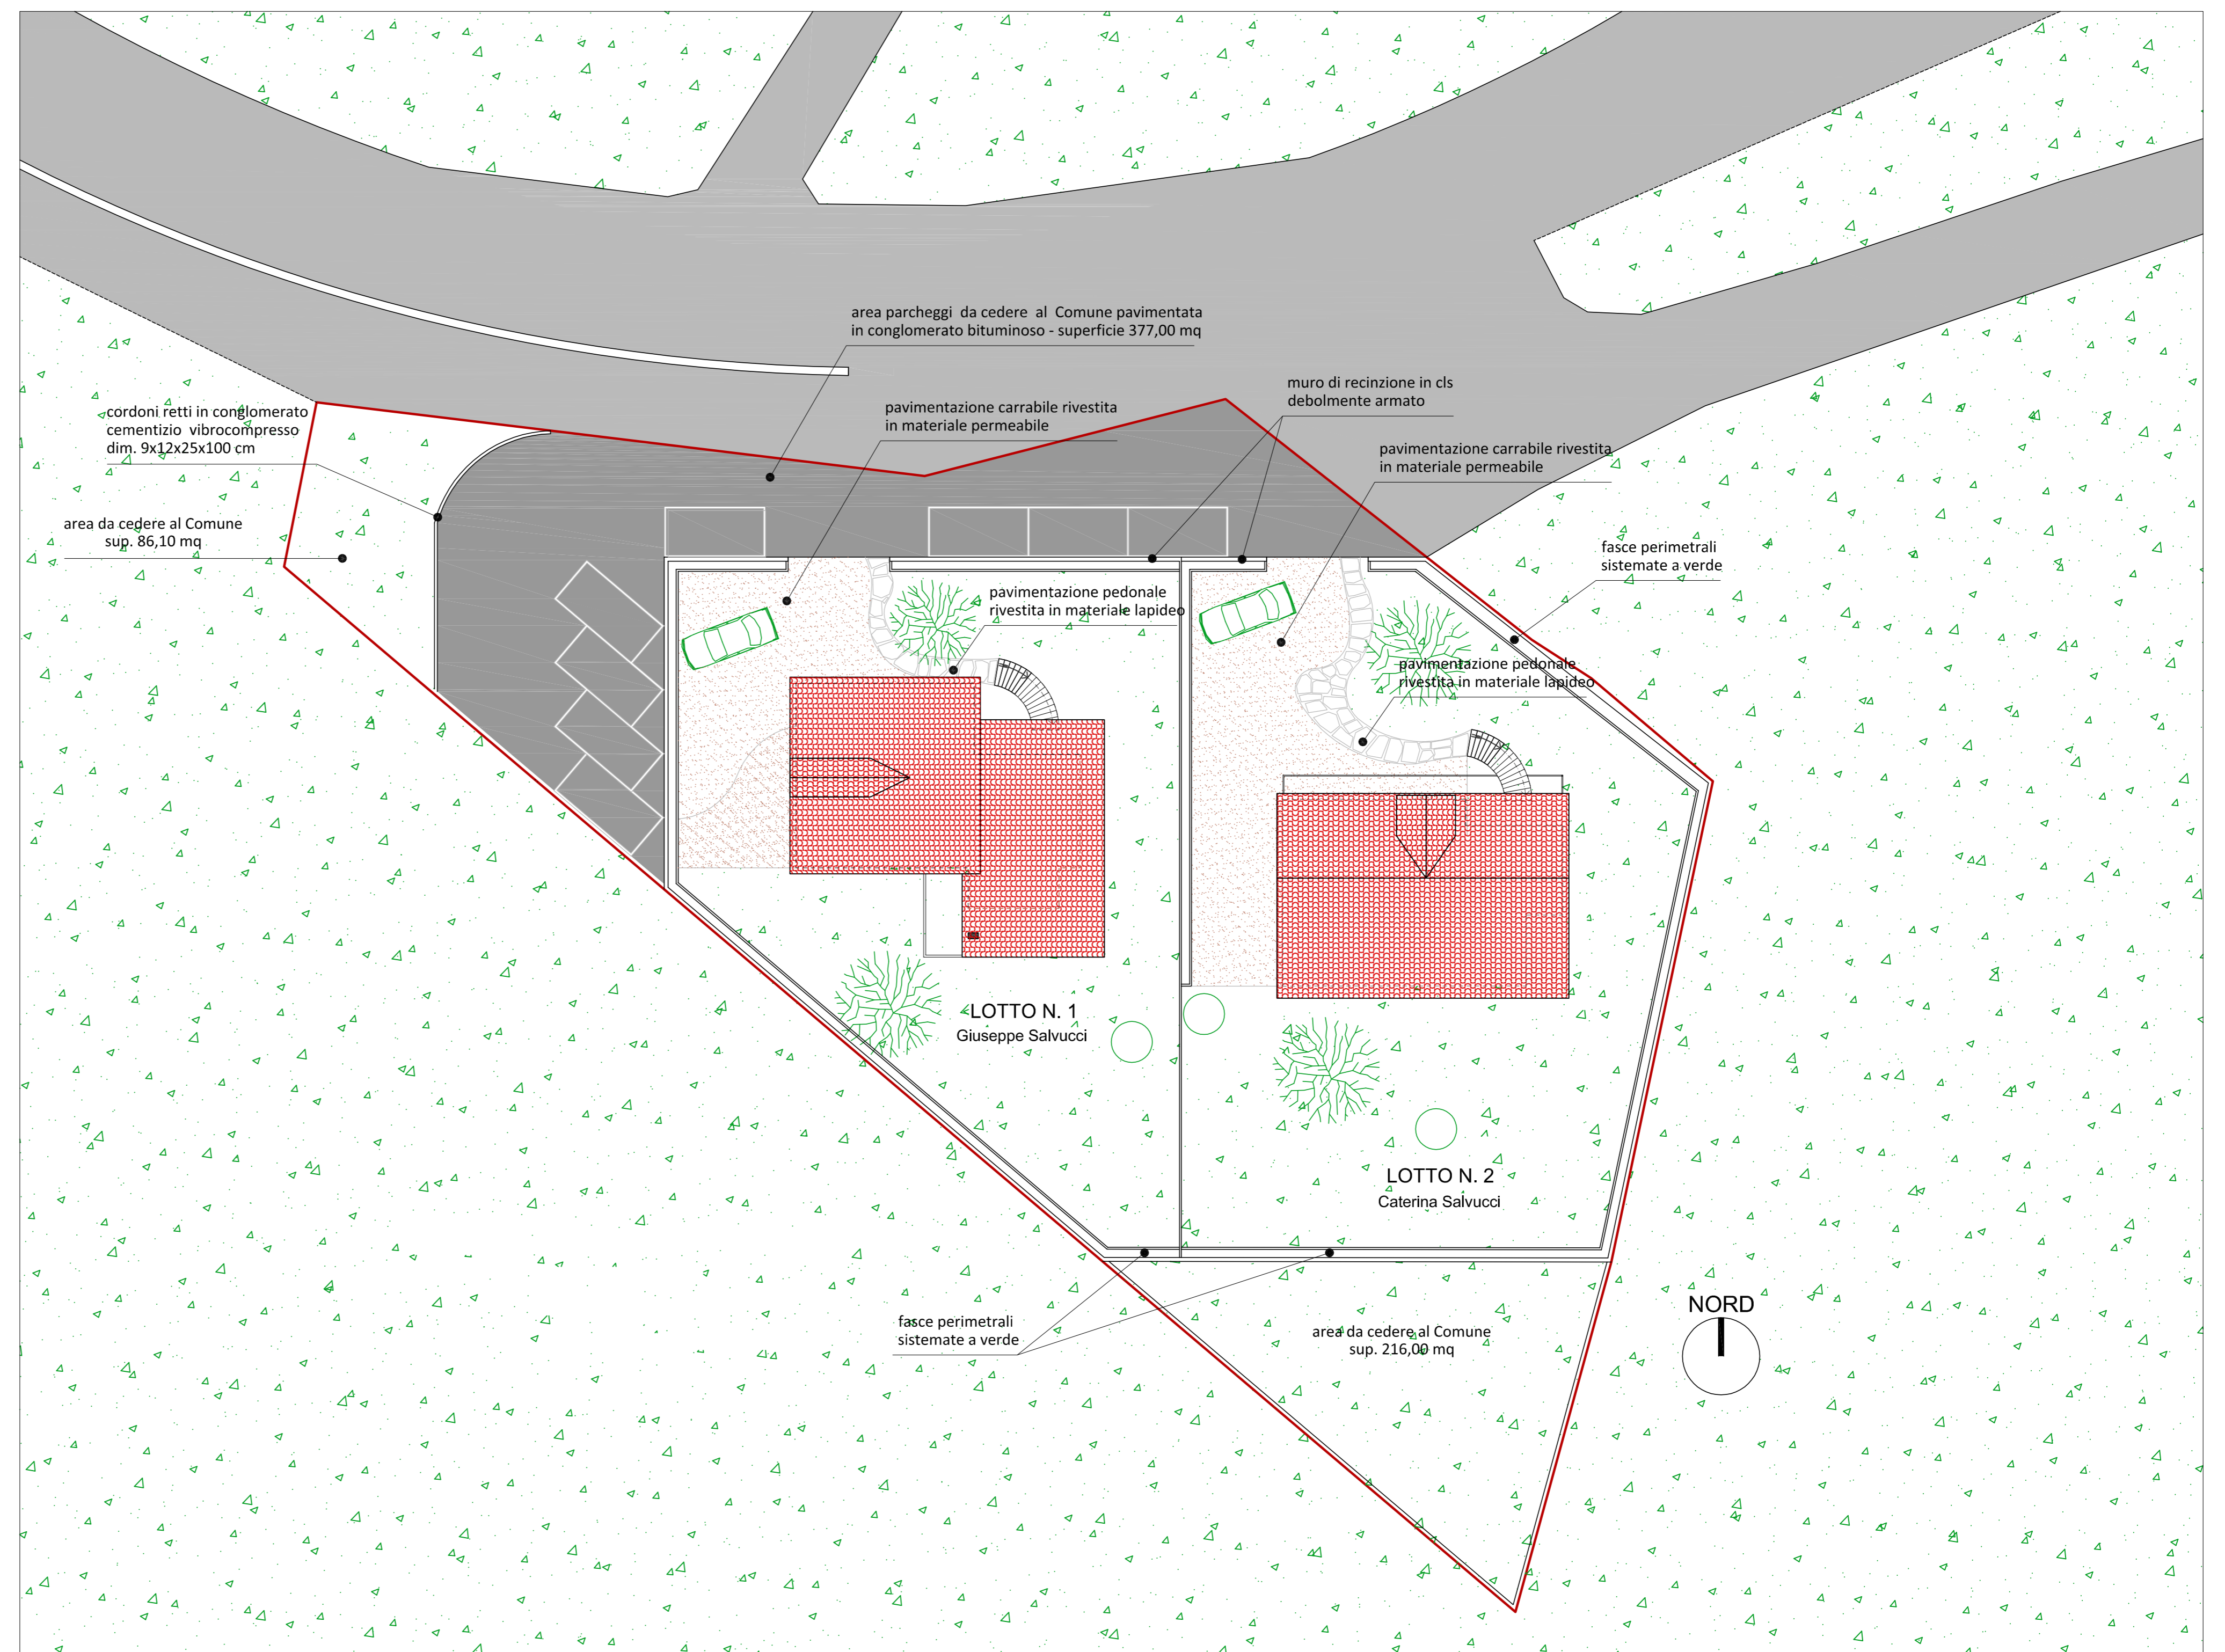 area parcheggi da cedere al Comune pavimentata
in conglomerato bituminoso - superficie 377,00 mq
muro di recinzione in cls
debolmente armato
cordoni retti in conglomerato
cementizio vibrocompresso
dim. 9x12x25x100 cm
pavimentazione carrabile rivestita
in materiale permeabile
pavimentazione carrabile rivestita
in materiale permeabile
area da cedere al Comune
sup. 86,10 mq
fasce perimetrali
sistemate a verde
pavimentazione pedonale
rivestita in materiale lapideo
pavimentazione pedonale
rivestita in materiale lapideo
LOTTO N. 1
Giuseppe Salvucci
LOTTO N. 2
Caterina Salvucci
fasce perimetrali
sistemate a verde
area da cedere al Comune
sup. 216,00 mq
NORD